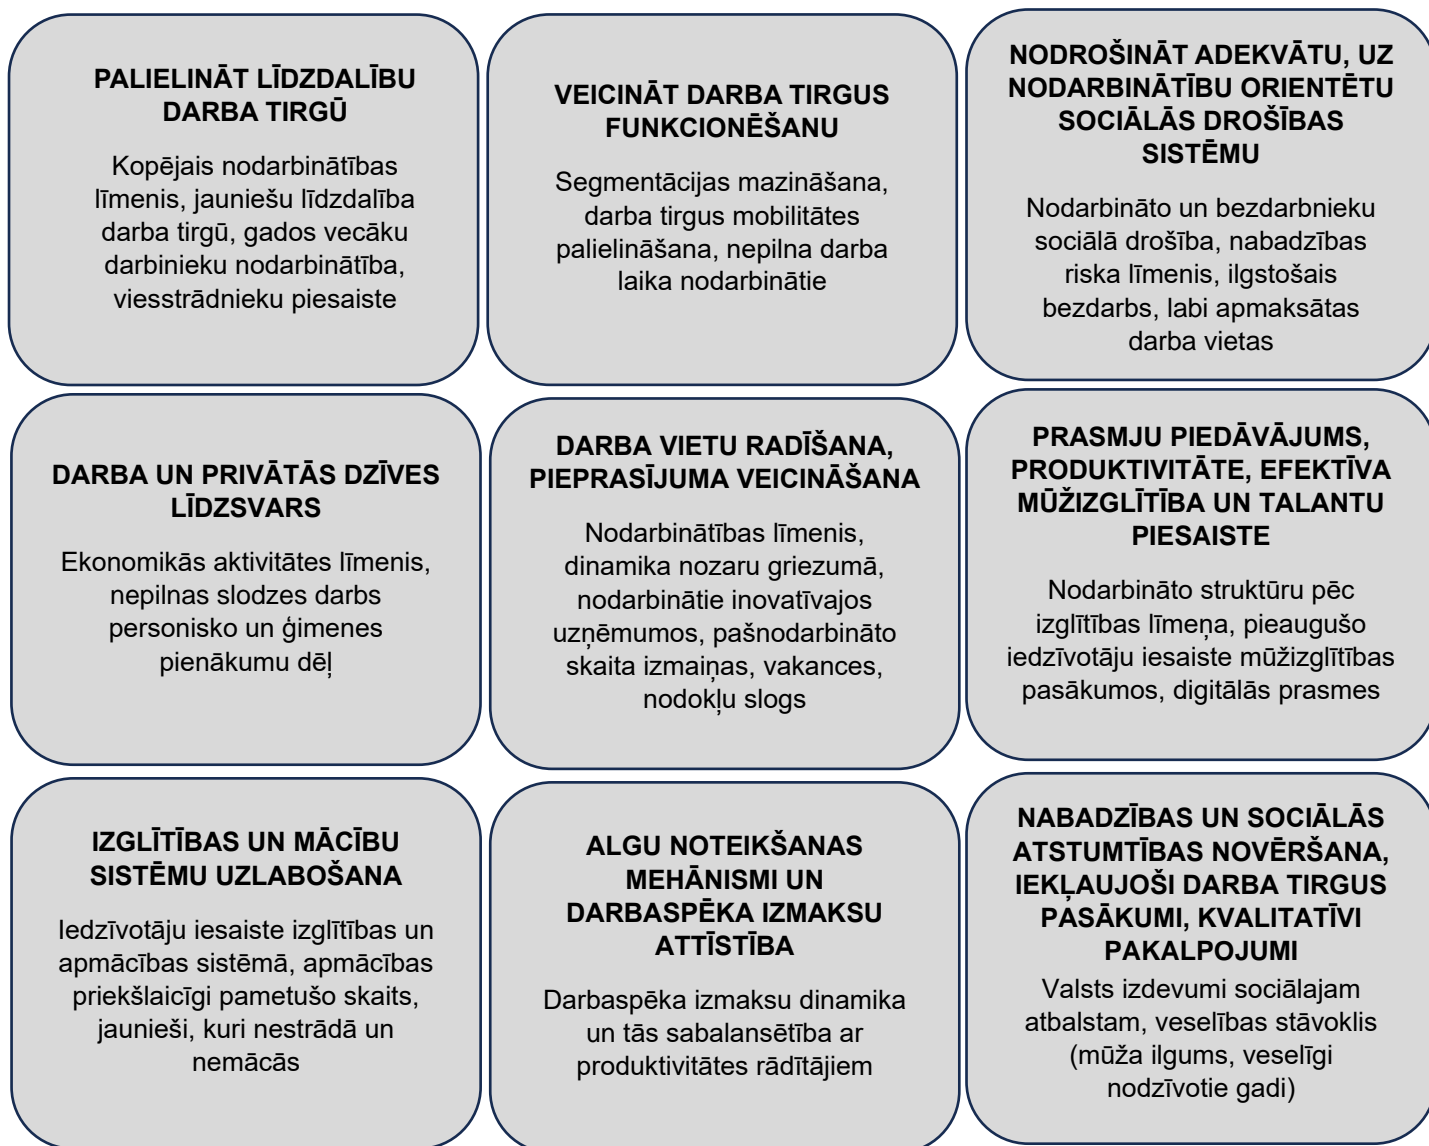 PALIELINĀT LĪDZDALĪBU
DARBA TIRGŪ
Kopējais nodarbinātības
līmenis, jauniešu līdzdalība
darba tirgū, gados vecāku
darbinieku nodarbinātība,
viesstrādnieku piesaiste
VEICINĀT DARBA TIRGUS
FUNKCIONĒŠANU
Segmentācijas mazināšana,
darba tirgus mobilitātes
palielināšana, nepilna darba
laika nodarbinātie
NODROŠINĀT ADEKVĀTU, UZ
NODARBINĀTĪBU ORIENTĒTU
SOCIĀLĀS DROŠĪBAS
SISTĒMU
Nodarbināto un bezdarbnieku
sociālā drošība, nabadzības
riska līmenis, ilgstošais
bezdarbs, labi apmaksātas
darba vietas
DARBA UN PRIVĀTĀS DZĪVES
LĪDZSVARS
Ekonomikās aktivitātes līmenis,
nepilnas slodzes darbs
personisko un ģimenes
pienākumu dēļ
DARBA VIETU RADĪŠANA,
PIEPRASĪJUMA VEICINĀŠANA
Nodarbinātības līmenis,
dinamika nozaru griezumā,
nodarbinātie inovatīvajos
uzņēmumos, pašnodarbināto
skaita izmaiņas, vakances,
nodokļu slogs
PRASMJU PIEDĀVĀJUMS,
PRODUKTIVITĀTE, EFEKTĪVA
MŪŽIZGLĪTĪBA UN TALANTU
PIESAISTE
Nodarbināto struktūru pēc
izglītības līmeņa, pieaugušo
iedzīvotāju iesaiste mūžizglītības
pasākumos, digitālās prasmes
IZGLĪTĪBAS UN MĀCĪBU
SISTĒMU UZLABOŠANA
Iedzīvotāju iesaiste izglītības un
apmācības sistēmā, apmācības
priekšlaicīgi pametušo skaits,
jaunieši, kuri nestrādā un
nemācās
ALGU NOTEIKŠANAS
MEHĀNISMI UN
DARBASPĒKA IZMAKSU
ATTĪSTĪBA
Darbaspēka izmaksu dinamika
un tās sabalansētība ar
produktivitātes rādītājiem
NABADZĪBAS UN SOCIĀLĀS
ATSTUMTĪBAS NOVĒRŠANA,
IEKĻAUJOŠI DARBA TIRGUS
PASĀKUMI, KVALITATĪVI
PAKALPOJUMI
Valsts izdevumi sociālajam
atbalstam, veselības stāvoklis
(mūža ilgums, veselīgi
nodzīvotie gadi)